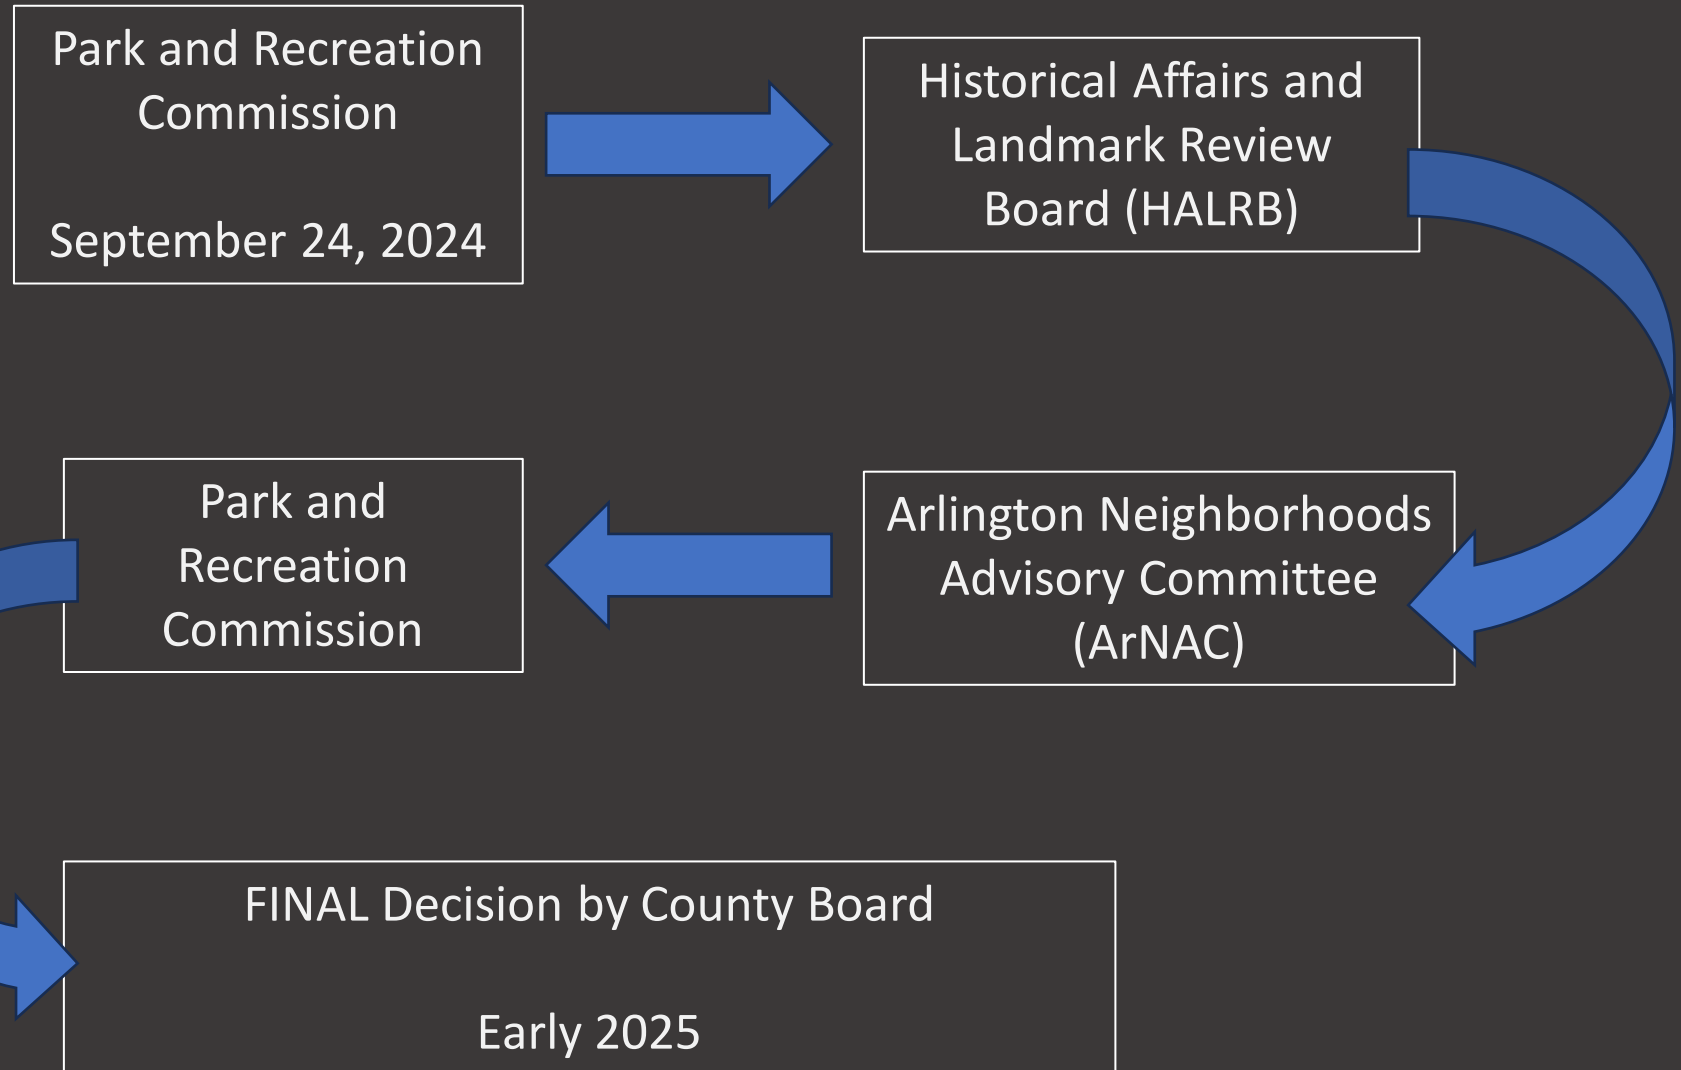 Park and Recreation
Commission
September 24, 2024
Historical Affairs and
Landmark Review
Board (HALRB)
Arlington Neighborhoods
Advisory Committee
(ArNAC)
Park and
Recreation
Commission
FINAL Decision by County Board
Early 2025